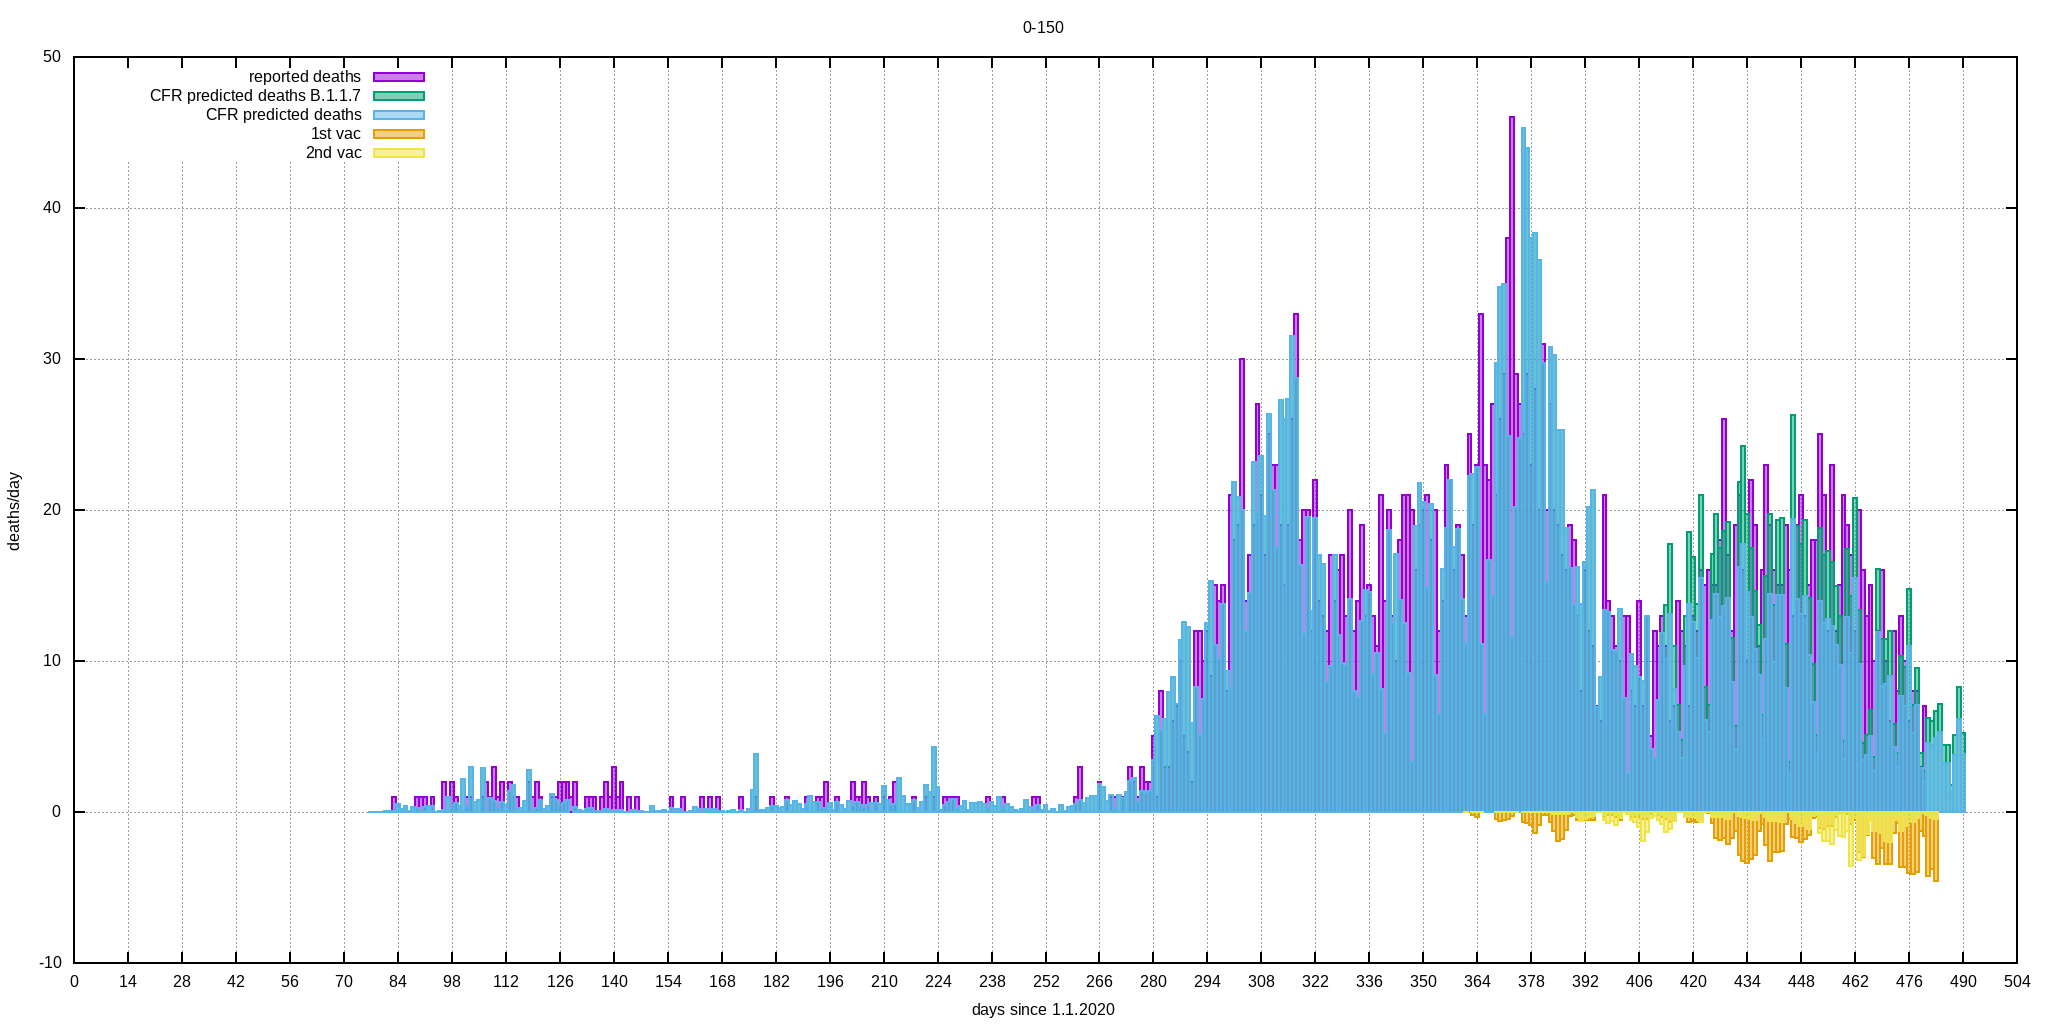 0-150
50
40
30
20
10
0
-10
deaths/day
reported deaths
CFR predicted deaths B.1.1.7
CFR predicted deaths
1st vac
2nd vac
0 14 28 42 56 70 84 98 112 126 140 154 168 182 196 210 224 238 252 266 280 294 308 322 336 350 364 378 392 406 420 434 448 462 476 490 504
days since 1.1.2020